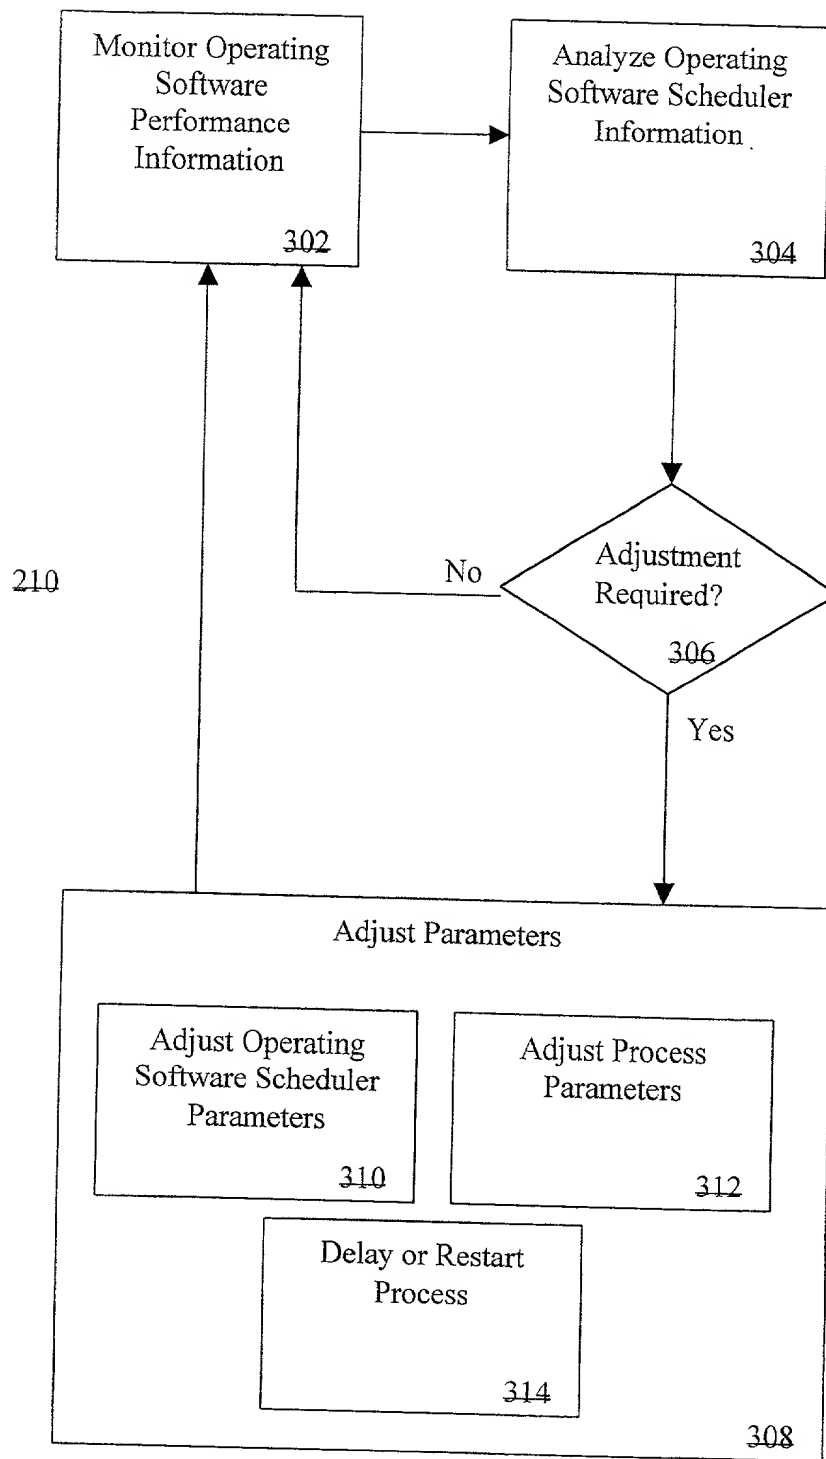 Monitor Operating
Software
Performance
Information
302
Analyze Operating
Software Scheduler
Information
304
210
No
Adjustment
Required?
306
Yes
Adjust Parameters
Adjust Operating
Software Scheduler
Parameters
310
Adjust Process
Parameters
312
Delay or Restart
Process
314
308